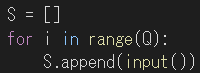 S = []
for i in range(Q):
    S.append(input())